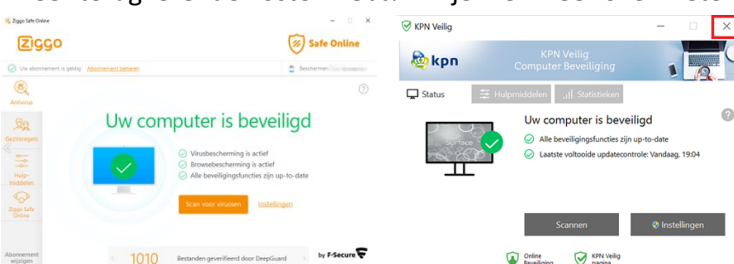 Ziggo Safe Online
ziggo
Safe Online
Uw abonnement is geldig Abonnement beheren
Beschermen
Antivirus
Gezinsregels
Hulp-
middelen
Ziggo Safe
Online
Abonnement
wijzigen
Uw computer is beveiligd
Virusbescherming is actief
Browsebescherming is actief
Alle beveiligingsfuncties zijn up-to-date
Scan voor virussen Instellingen
1010 Bestanden geverifieerd door DeepGuard
by F-Secure
KPN Veilig
kpn
KPN Veilig
Computer Beveiliging
Status Hulpmiddelen Statistieken
Surface
Uw computer is beveiligd
Alle beveiligingsfuncties zijn up-to-date
Laatste voltooide updatecontrole: Vandaag, 19:04
Scannen Instellingen
Online
Beveiliging
KPN Veilig
pagina